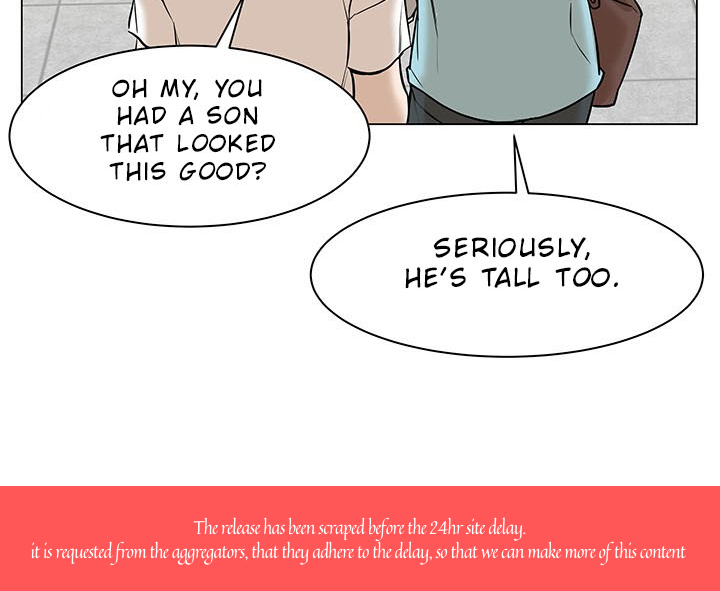 OH MY, YOU
HAD A SON
THAT LOOKED
THIS GOOD?
SERIOUSLY,
HE'S TALL TOO.
The release has been scraped before the 24hr site delay.
it is requested from the aggregators, that they adhere to the delay, so that we can make more of this content